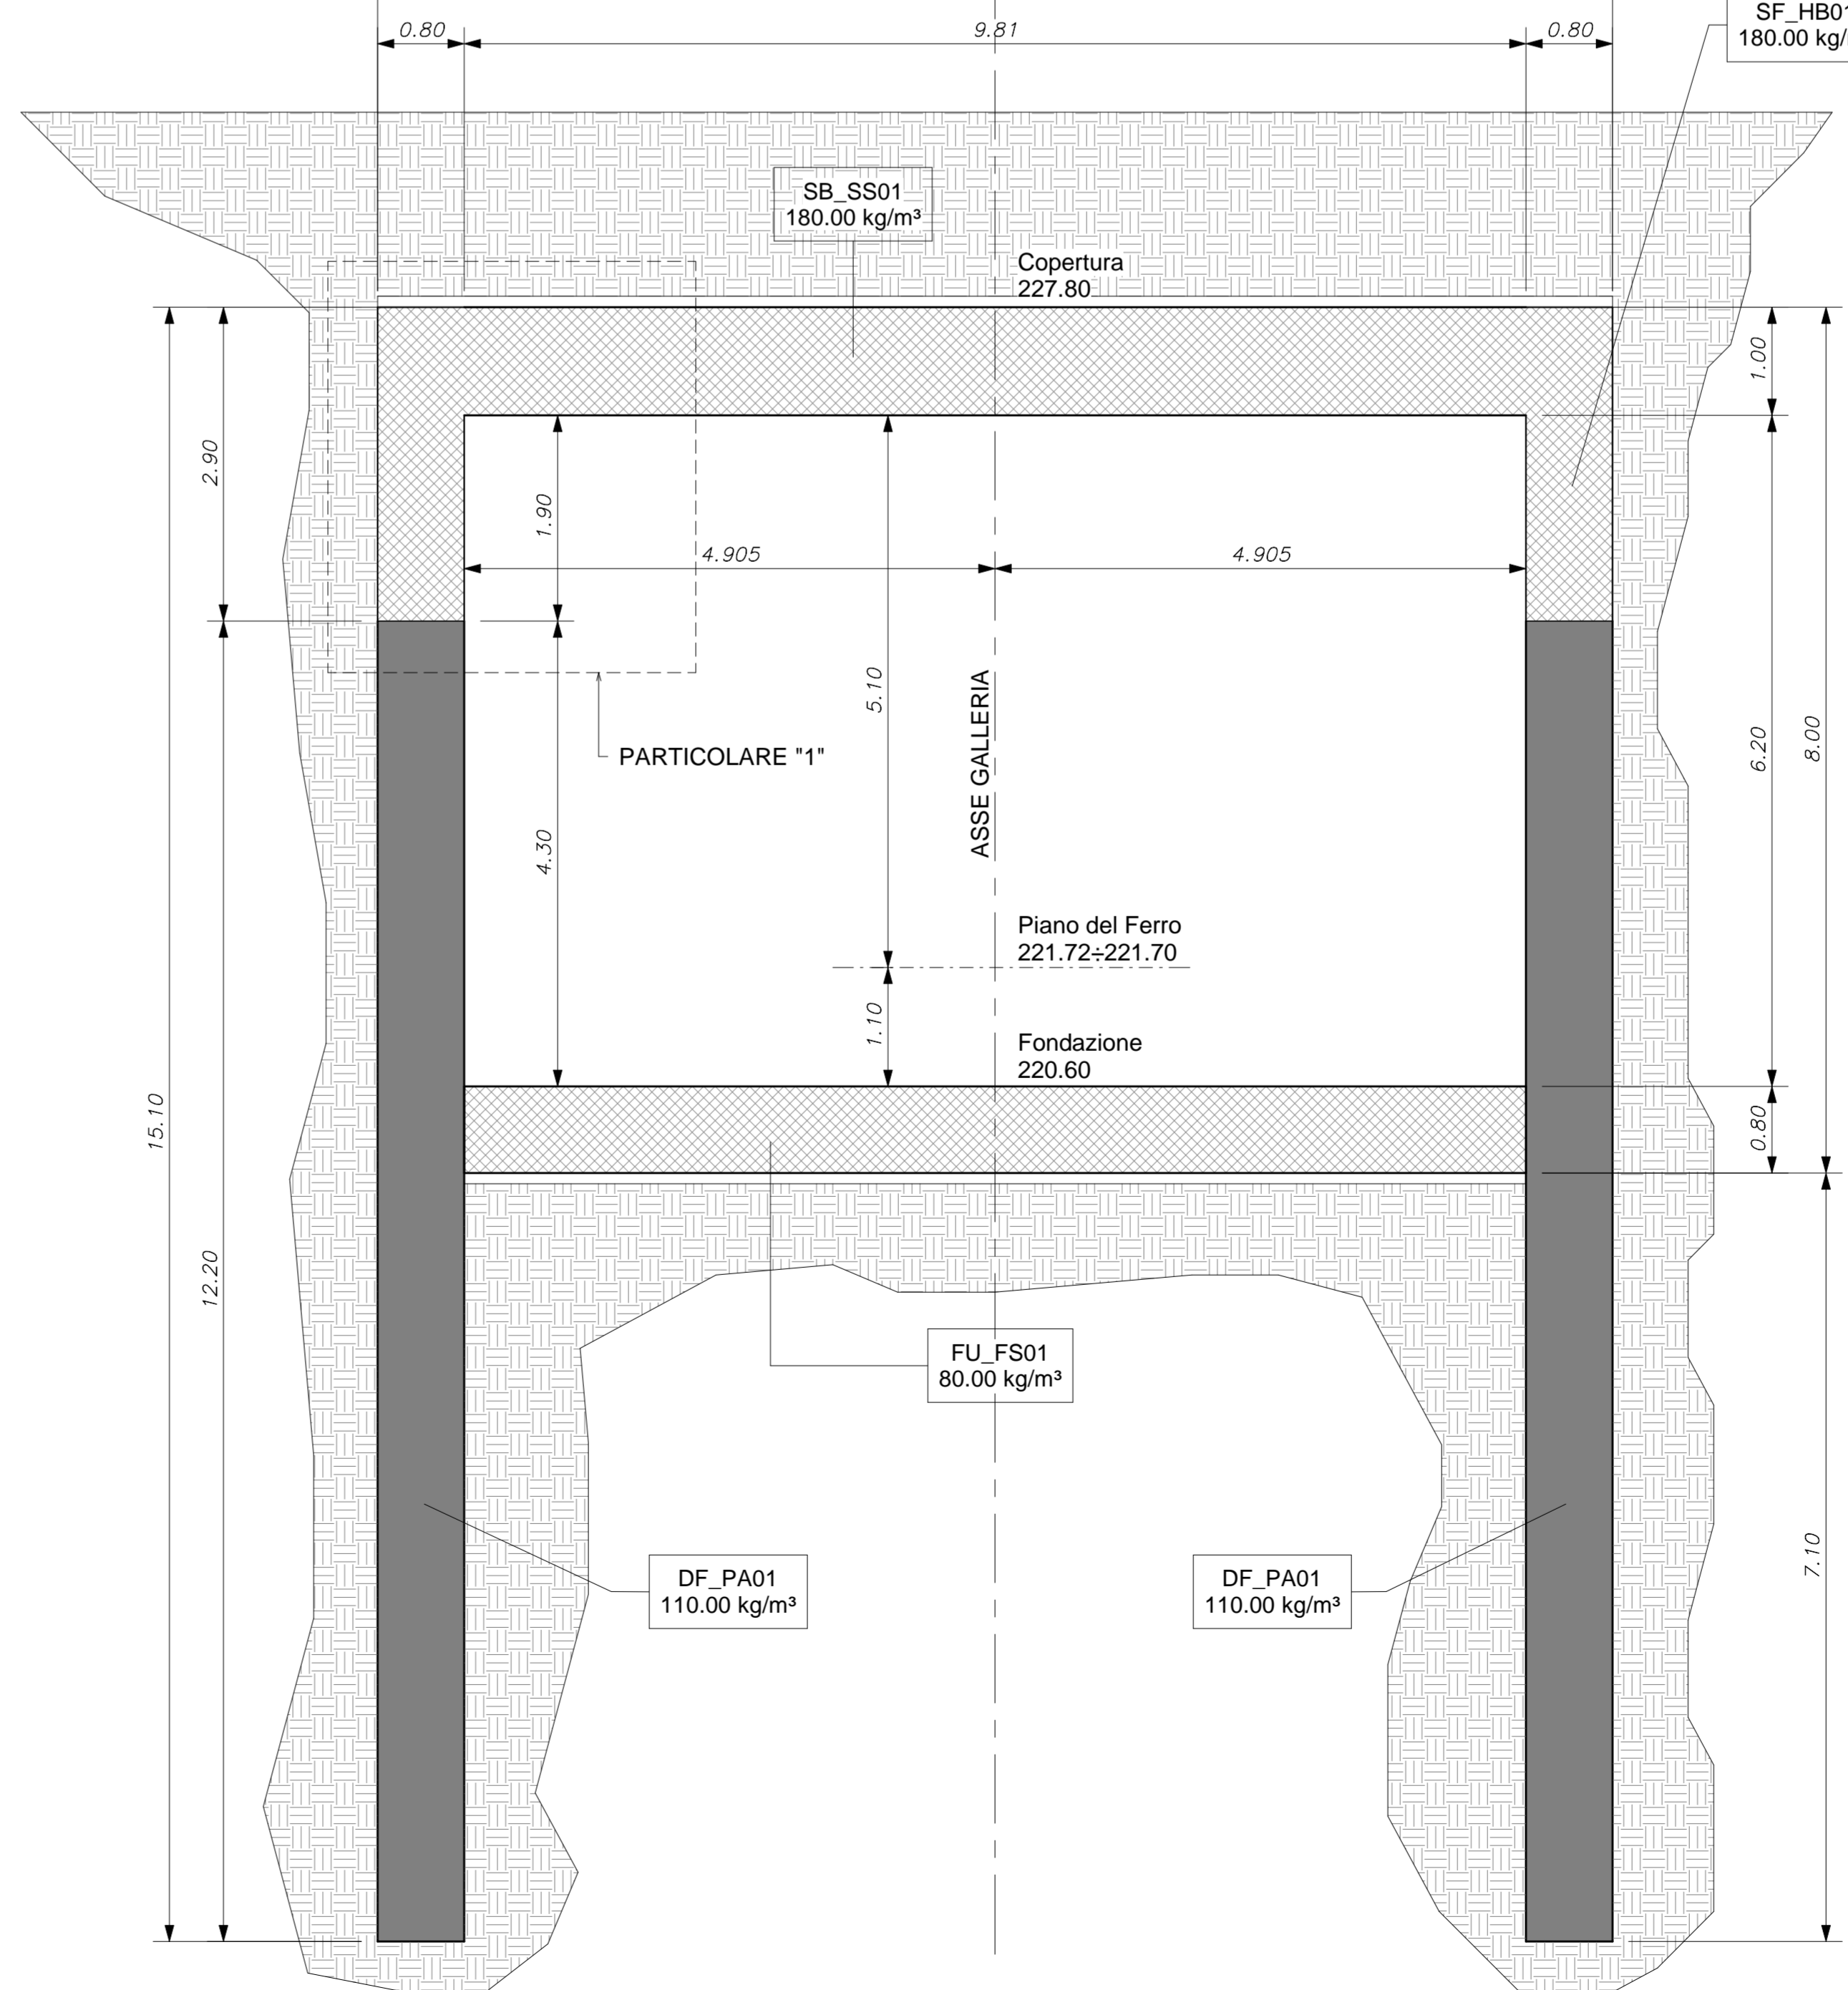 0.80
9.81
0.80
SF_HB01
180.00 kg/
SB_SS01
180.00 kg/m³
Copertura
227.80
1.00
2.90
1.90
4.905
4.905
5.10
ASSE GALLERIA
6.20
8.00
PARTICOLARE "1"
4.30
Piano del Ferro
221.72÷221.70
1.10
Fondazione
220.60
15.10
0.80
12.20
FU_FS01
80.00 kg/m³
DF_PA01
110.00 kg/m³
DF_PA01
110.00 kg/m³
7.10